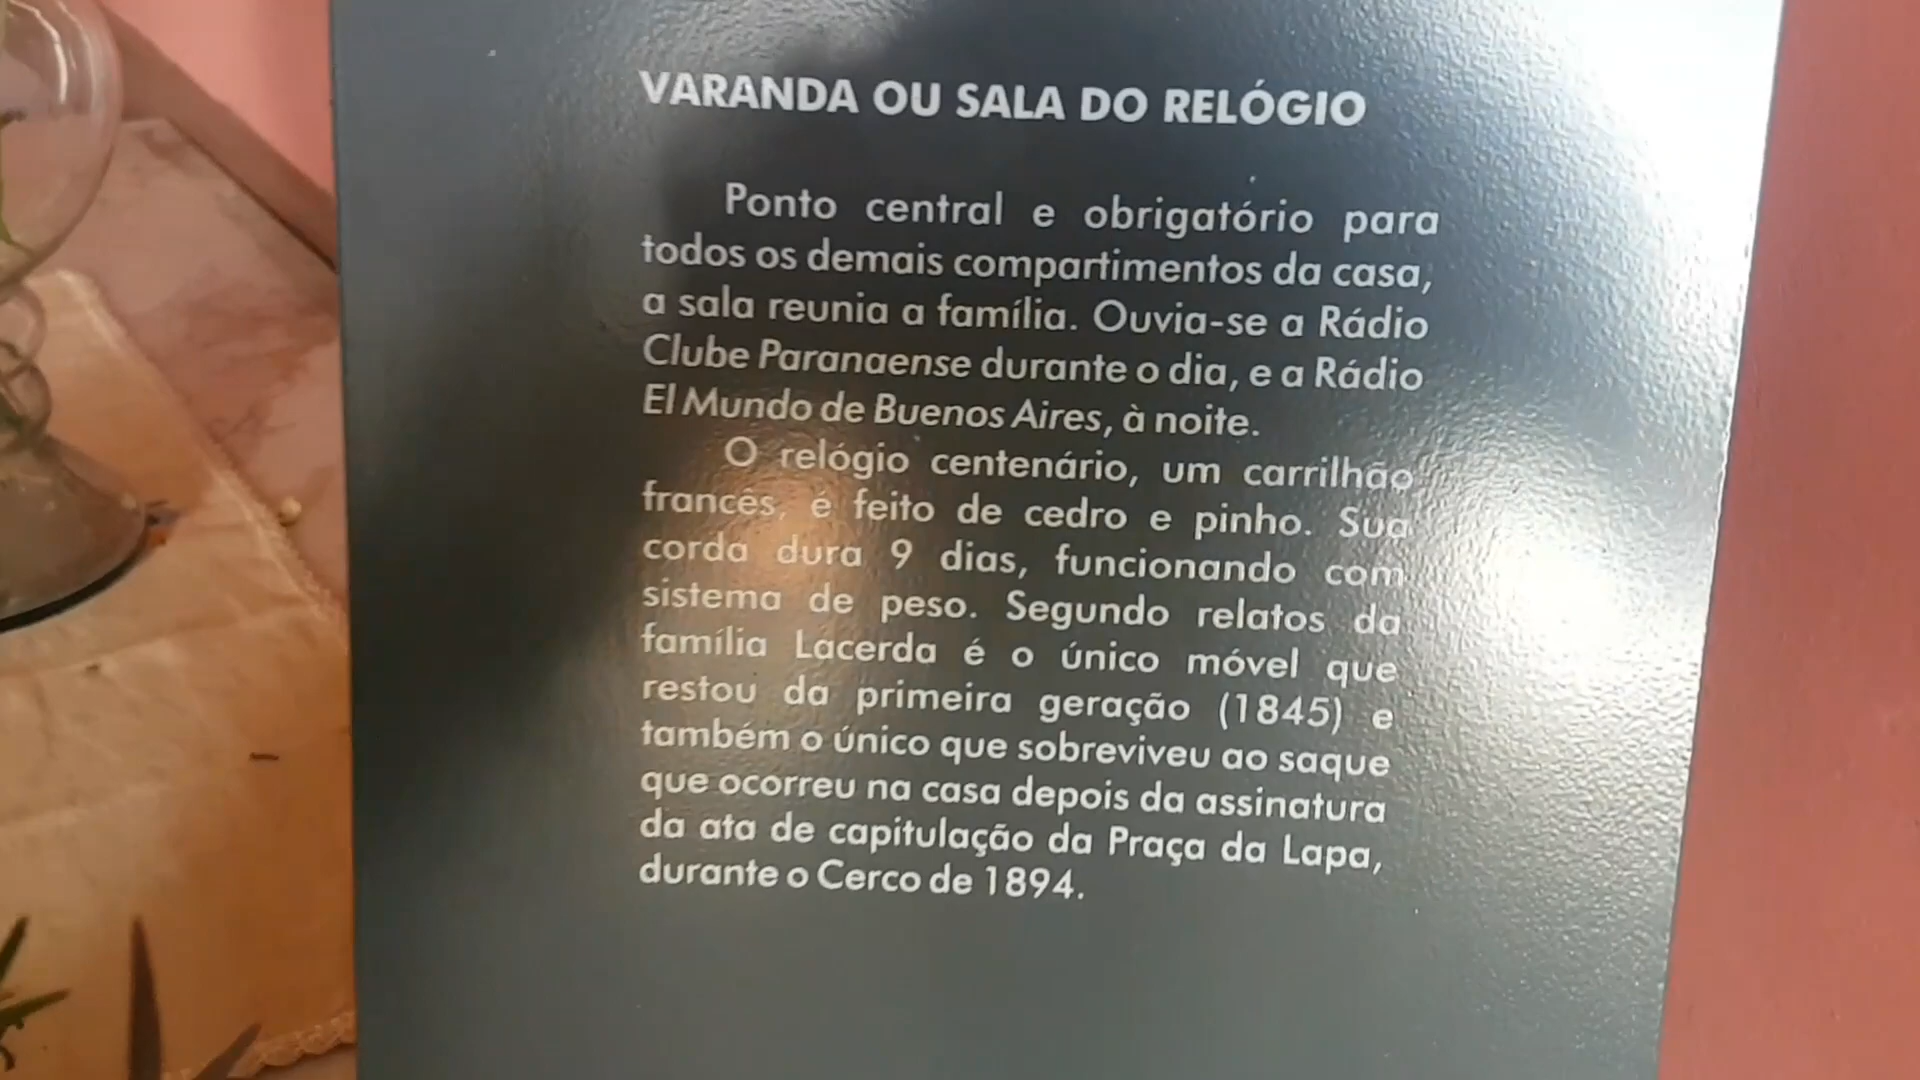 VARANDA OU SALA DO RELÓGIO
Ponto central e obrigatório para
todos os demais compartimentos da casa,
a sala reunia a família. Ouvia-se a Rádio
Clube Paranaense durante o dia, e a Rádio
El Mundo de Buenos Aires, à noite.
O relógio centenário, um carrilhão
francês, é feito de cedro e pinho. Sua
corda dura 9 dias, funcionando com
sistema de peso. Segundo relatos da
família Lacerda é o único móvel que
restou da primeira geração (1845) e
também o único que sobreviveu ao saque
que ocorreu na casa depois da assinatura
da ata de capitulação da Praça da Lapa,
durante o Cerco de 1894.